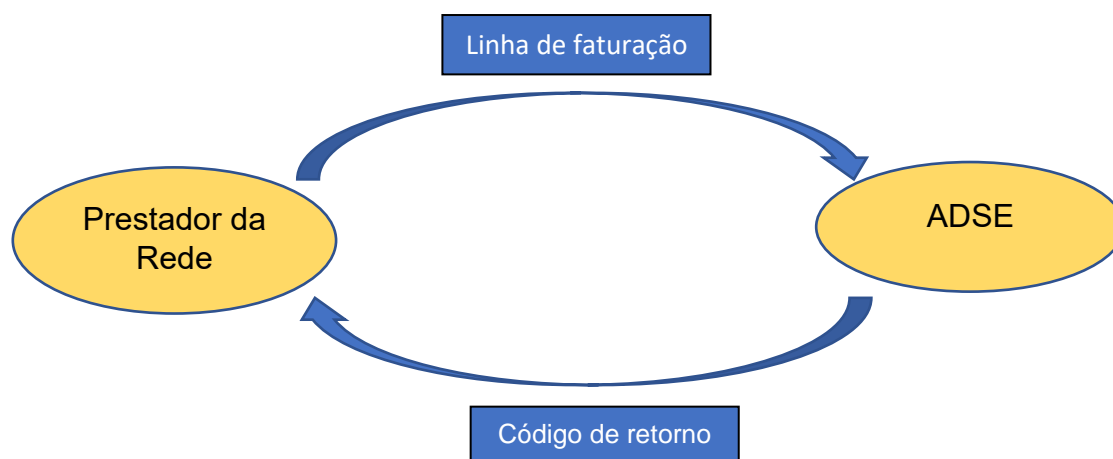 Linha de faturação
Prestador da
Rede
ADSE
Código de retorno